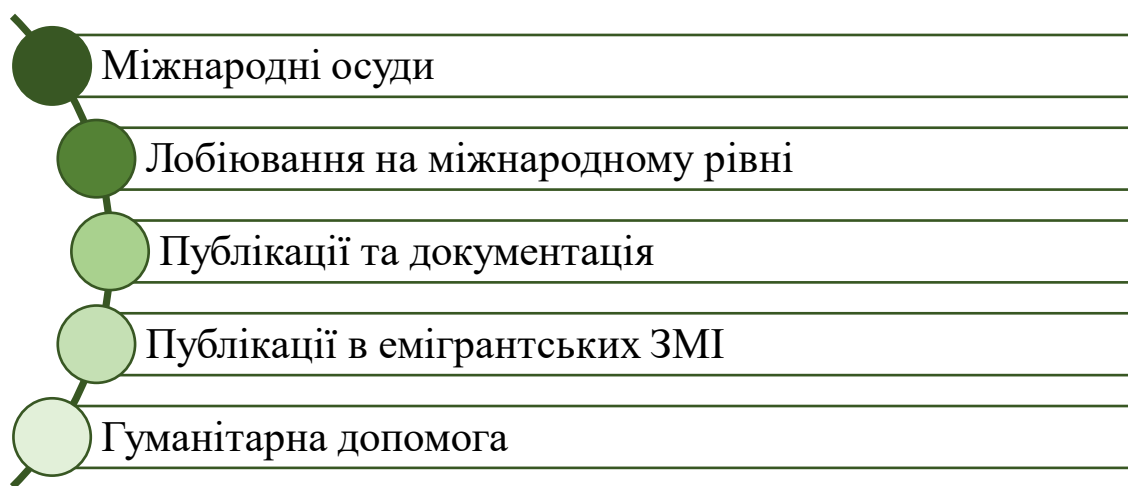 Міжнародні осуди
Лобіювання на міжнародному рівні
Публікації та документація
Публікації в емігрантських ЗМІ
Гуманітарна допомога